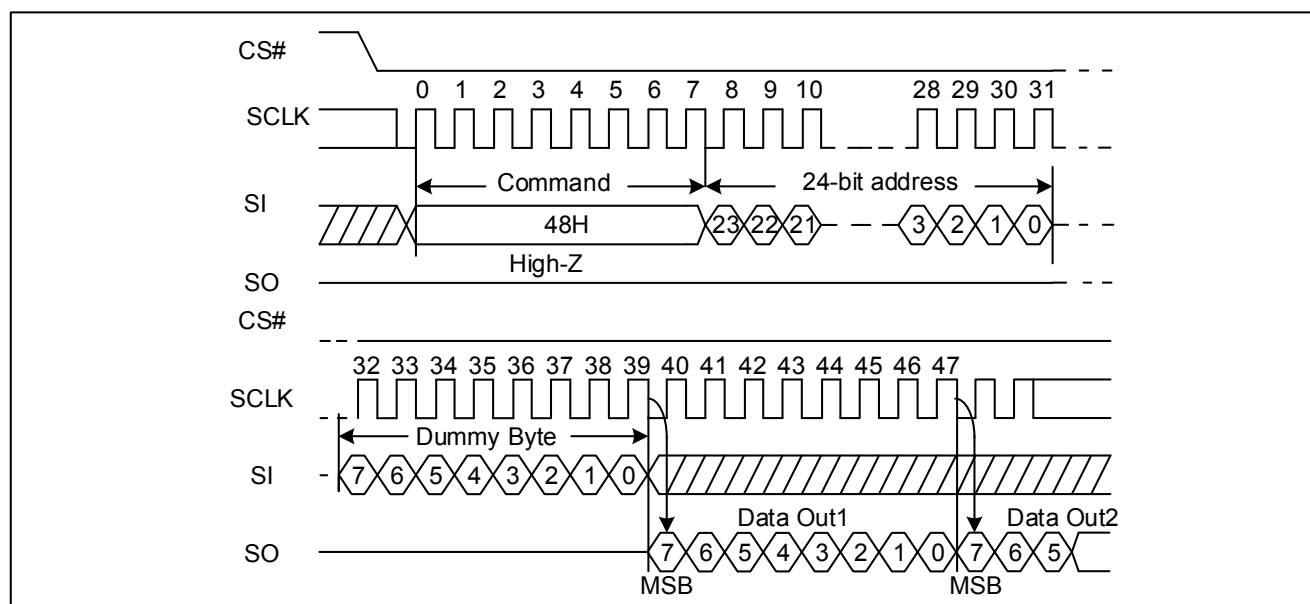 CS#
0 1 2 3 4 5 6 7 8 9 10 28 29 30 31
SCLK
Command 24-bit address
SI
48H 23 22 21 3 2 1 0
High-Z
SO
CS#
32 33 34 35 36 37 38 39 40 41 42 43 44 45 46 47
SCLK
Dummy Byte
SI 7 6 5 4 3 2 1 0
Data Out1 Data Out2
SO 7 6 5 4 3 2 1 0 7 6 5
MSB MSB